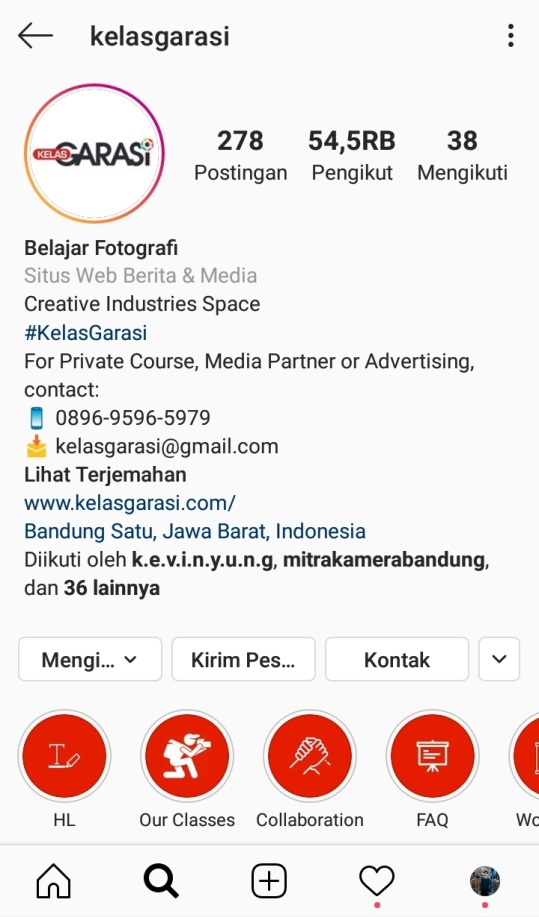 kelasgarasi
KELAS GARASI
278 54,5RB 38
Postingan Pengikut Mengikuti
Belajar Fotografi
Situs Web Berita & Media
Creative Industries Space
#KelasGarasi
For Private Course, Media Partner or Advertising,
contact:
0896-9596-5979
kelasgarasi@gmail.com
Lihat Terjemahan
www.kelasgarasi.com/
Bandung Satu, Jawa Barat, Indonesia
Diikuti oleh k.e.v.i.n.y.u.n.g, mitrakamerabandung,
dan 36 lainnya
Mengi... Kirim Pes... Kontak
HL Our Classes Collaboration FAQ Wo